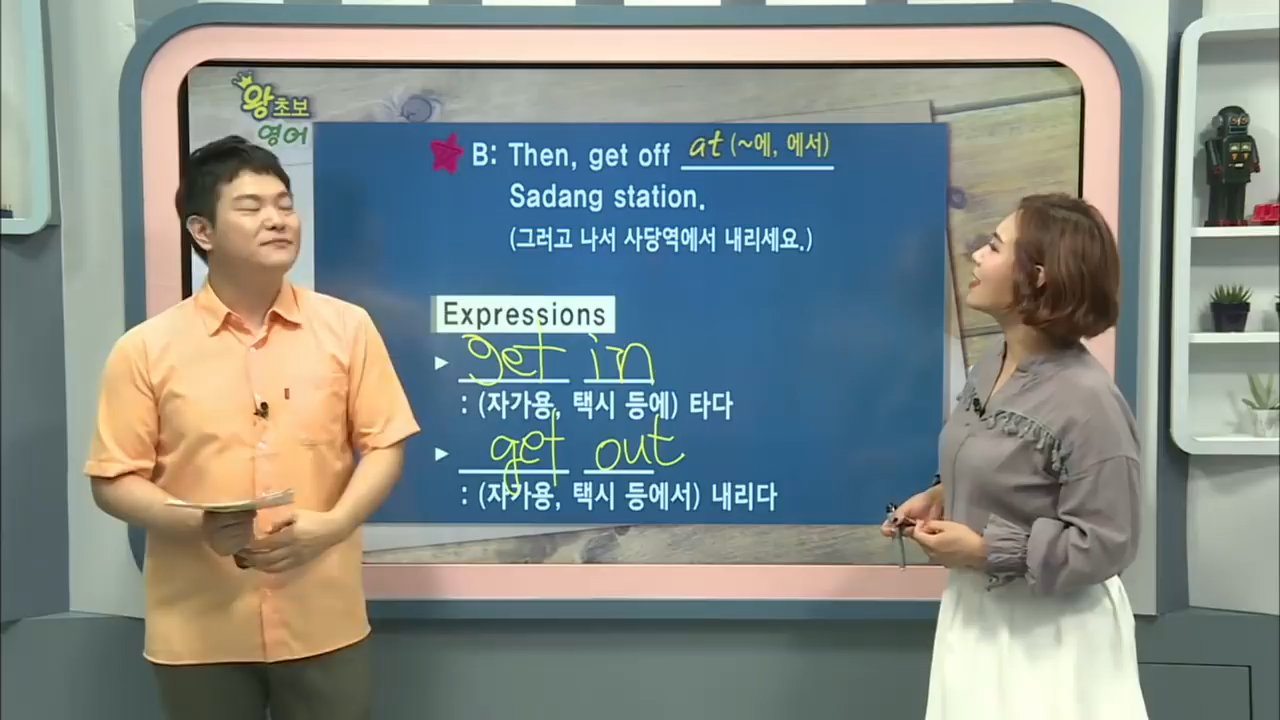 왕초보
영어
B: Then, get off at (~에, 에서)
Sadang station.
(그러고 나서 사당역에서 내리세요.)
Expressions
▶ get in
: (자가용, 택시 등에) 타다
▶ get out
: (자가용, 택시 등에서) 내리다